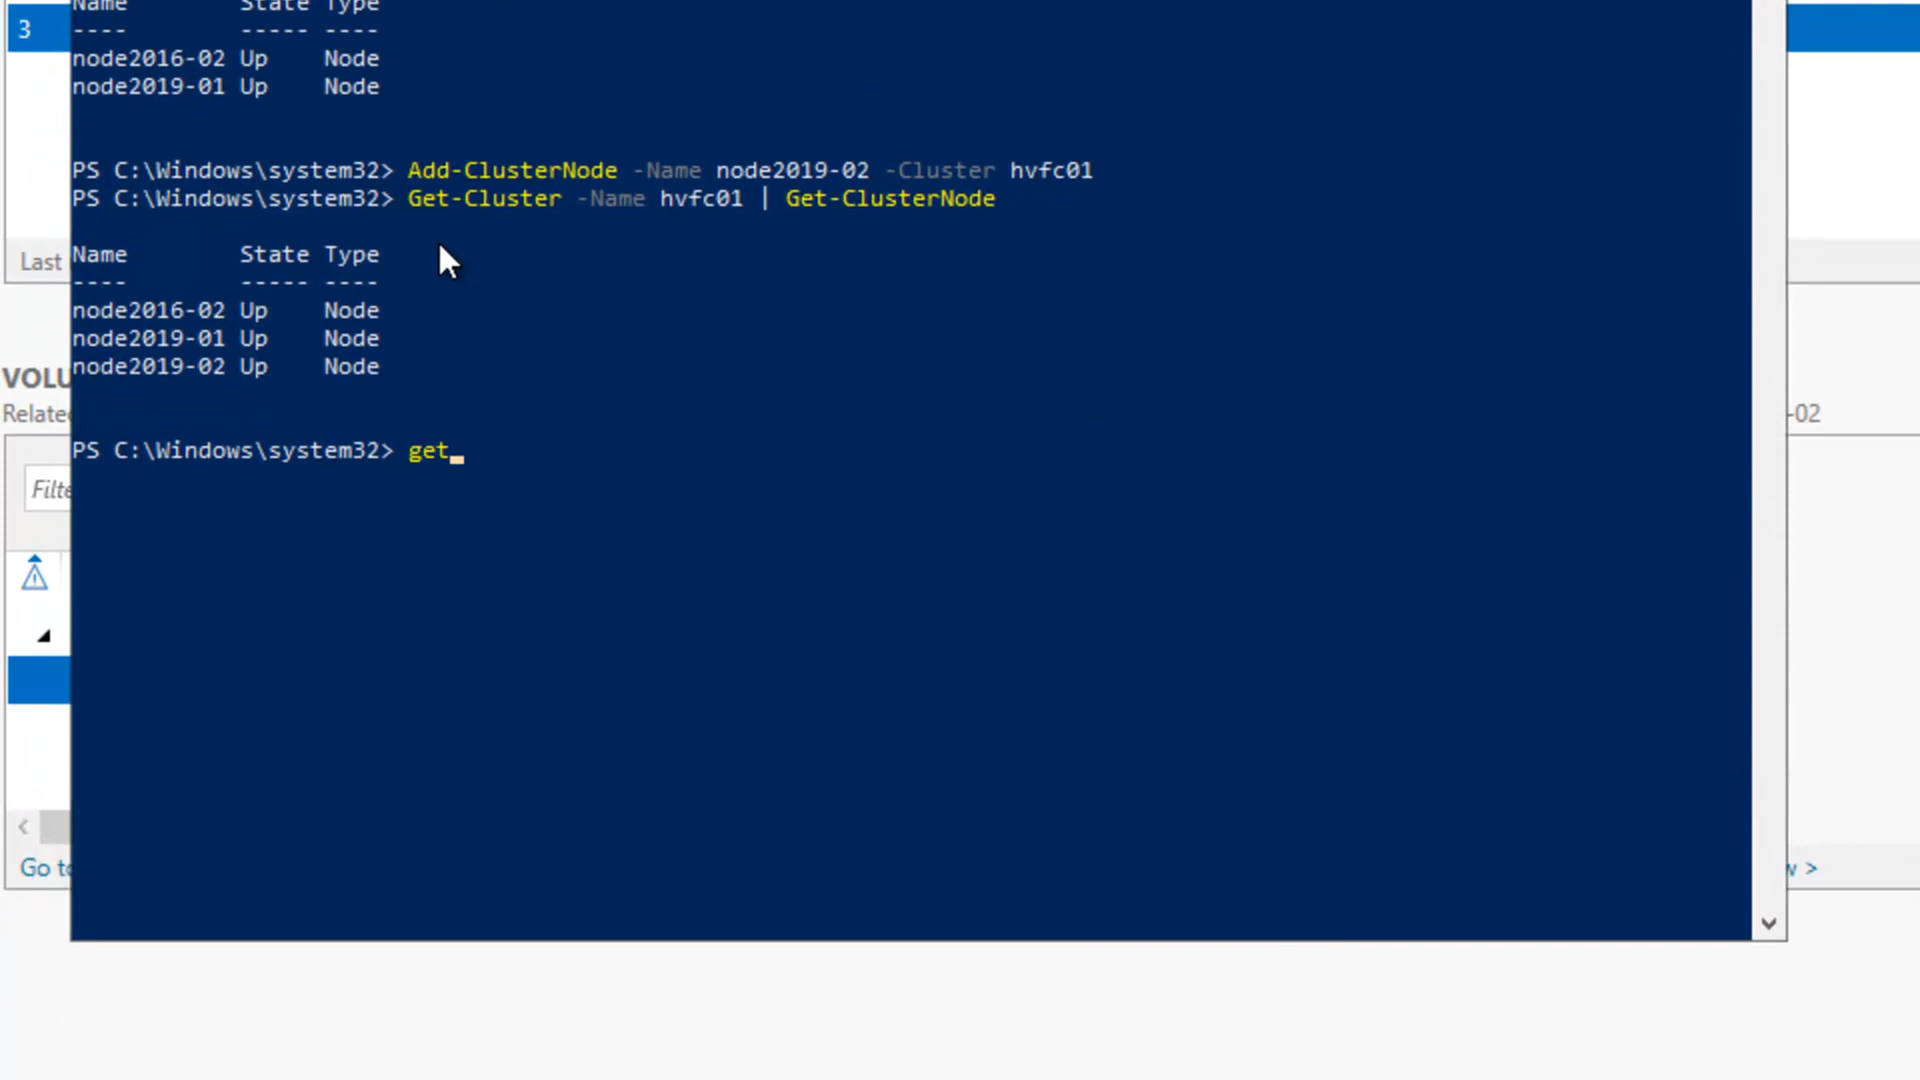 Name        State Type
3
----        ----- ----
node2016-02 Up    Node
node2019-01 Up    Node
PS C:\Windows\system32> Add-ClusterNode -Name node2019-02 -Cluster hvfc01
PS C:\Windows\system32> Get-Cluster -Name hvfc01 | Get-ClusterNode
Last
Name        State Type
----        ----- ----
node2016-02 Up    Node
node2019-01 Up    Node
node2019-02 Up    Node
VOLU
Relate
-02
PS C:\Windows\system32> get
Filte
Go to
>